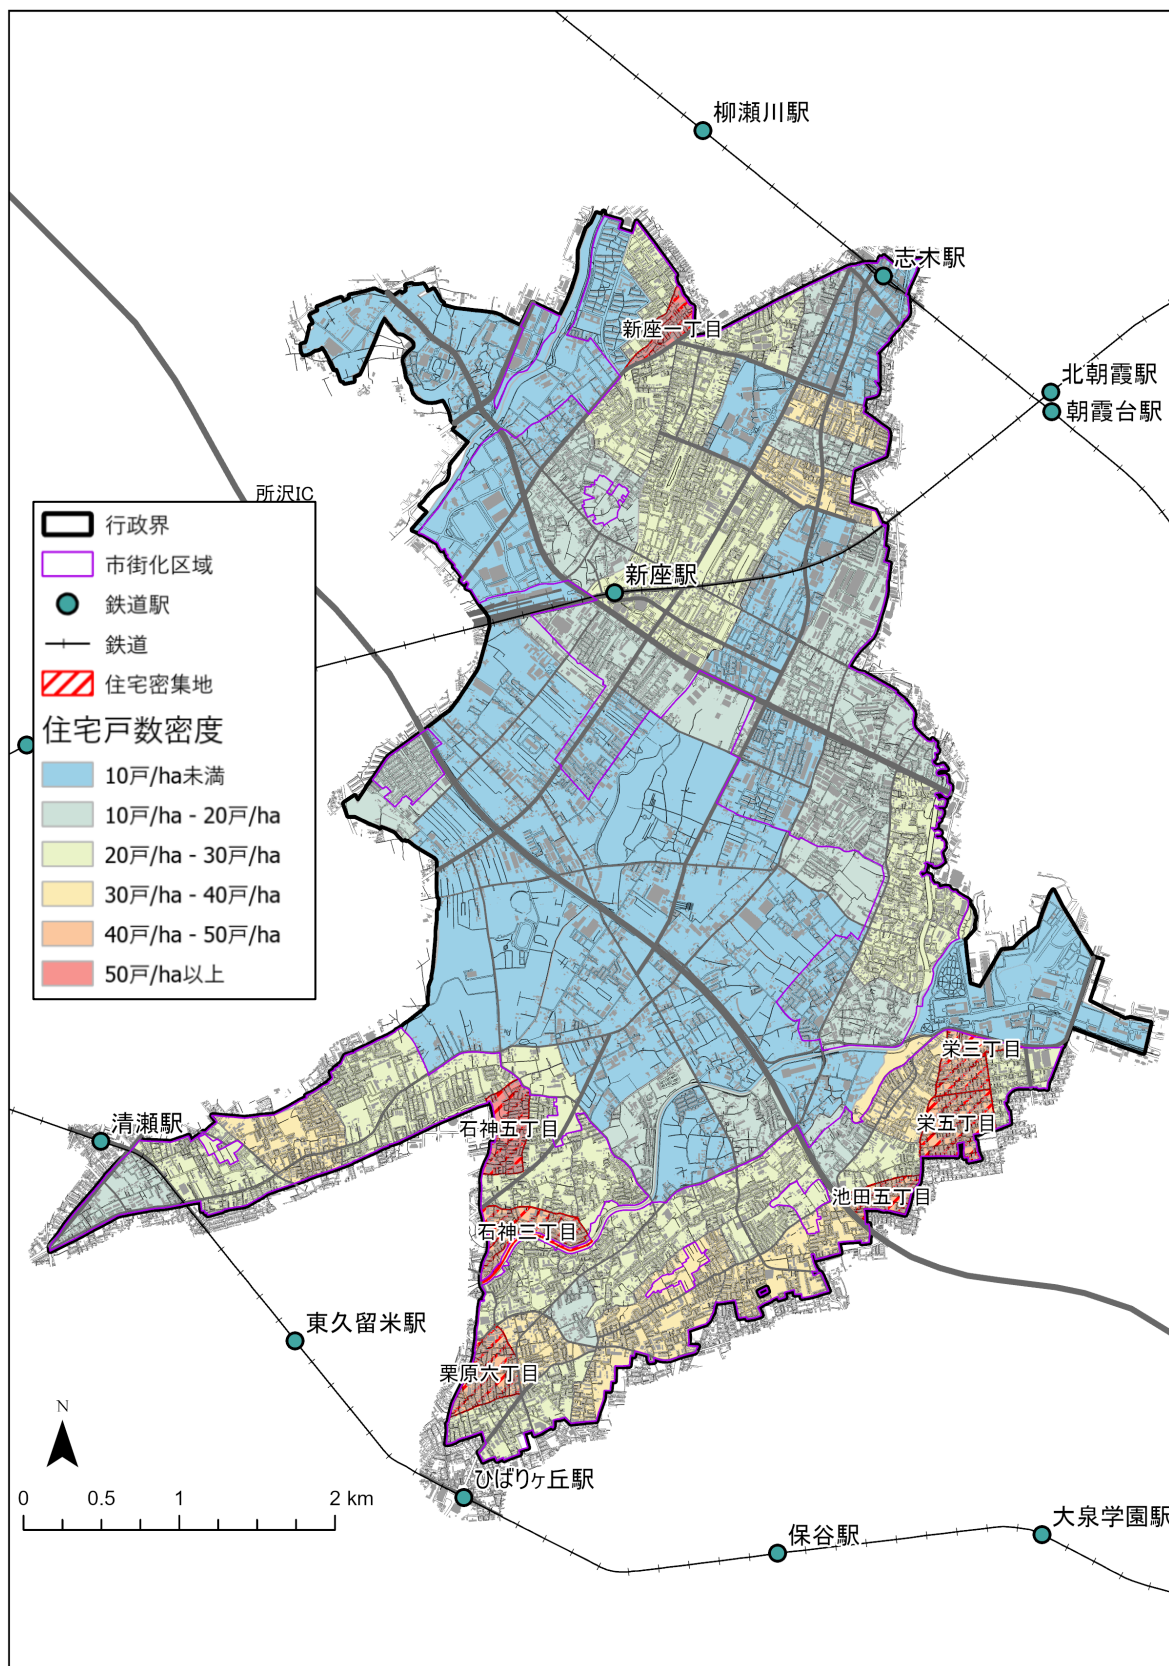 柳瀬川駅
志木駅
新座一丁目
北朝霞駅
朝霞台駅
所沢IC
行政界
市街化区域
鉄道駅
鉄道
住宅密集地
住宅戸数密度
10戸/ha未満
10戸/ha - 20戸/ha
20戸/ha - 30戸/ha
30戸/ha - 40戸/ha
40戸/ha - 50戸/ha
50戸/ha以上
新座駅
栄三丁目
清瀬駅
石神五丁目
栄五丁目
池田五丁目
石神三丁目
東久留米駅
栗原六丁目
N
ひばりヶ丘駅
0 0.5 1 2 km
保谷駅
大泉学園駅